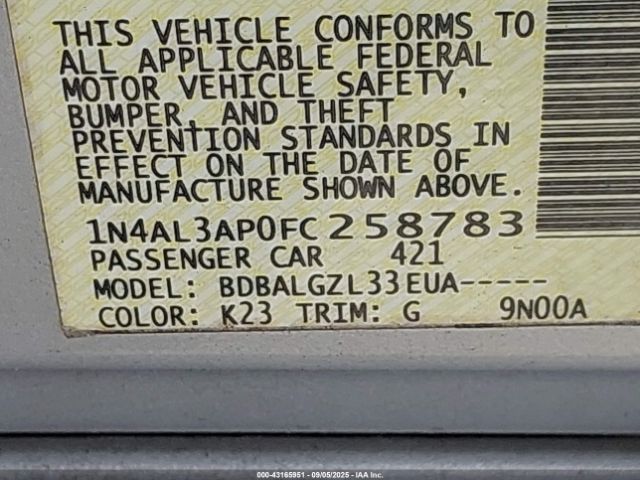 THIS VEHICLE CONFORMS TO
ALL APPLICABLE FEDERAL
MOTOR VEHICLE SAFETY,
BUMPER, AND THEFT
PREVENTION STANDARDS IN
EFFECT ON THE DATE OF
MANUFACTURE SHOWN ABOVE.
1N4AL3AP0FC258783
PASSENGER CAR 421
MODEL: BDBALGZL33EUA-----
COLOR: K23 TRIM: G 9N00A
000-43165951 - 09/05/2025 - IAA Inc.